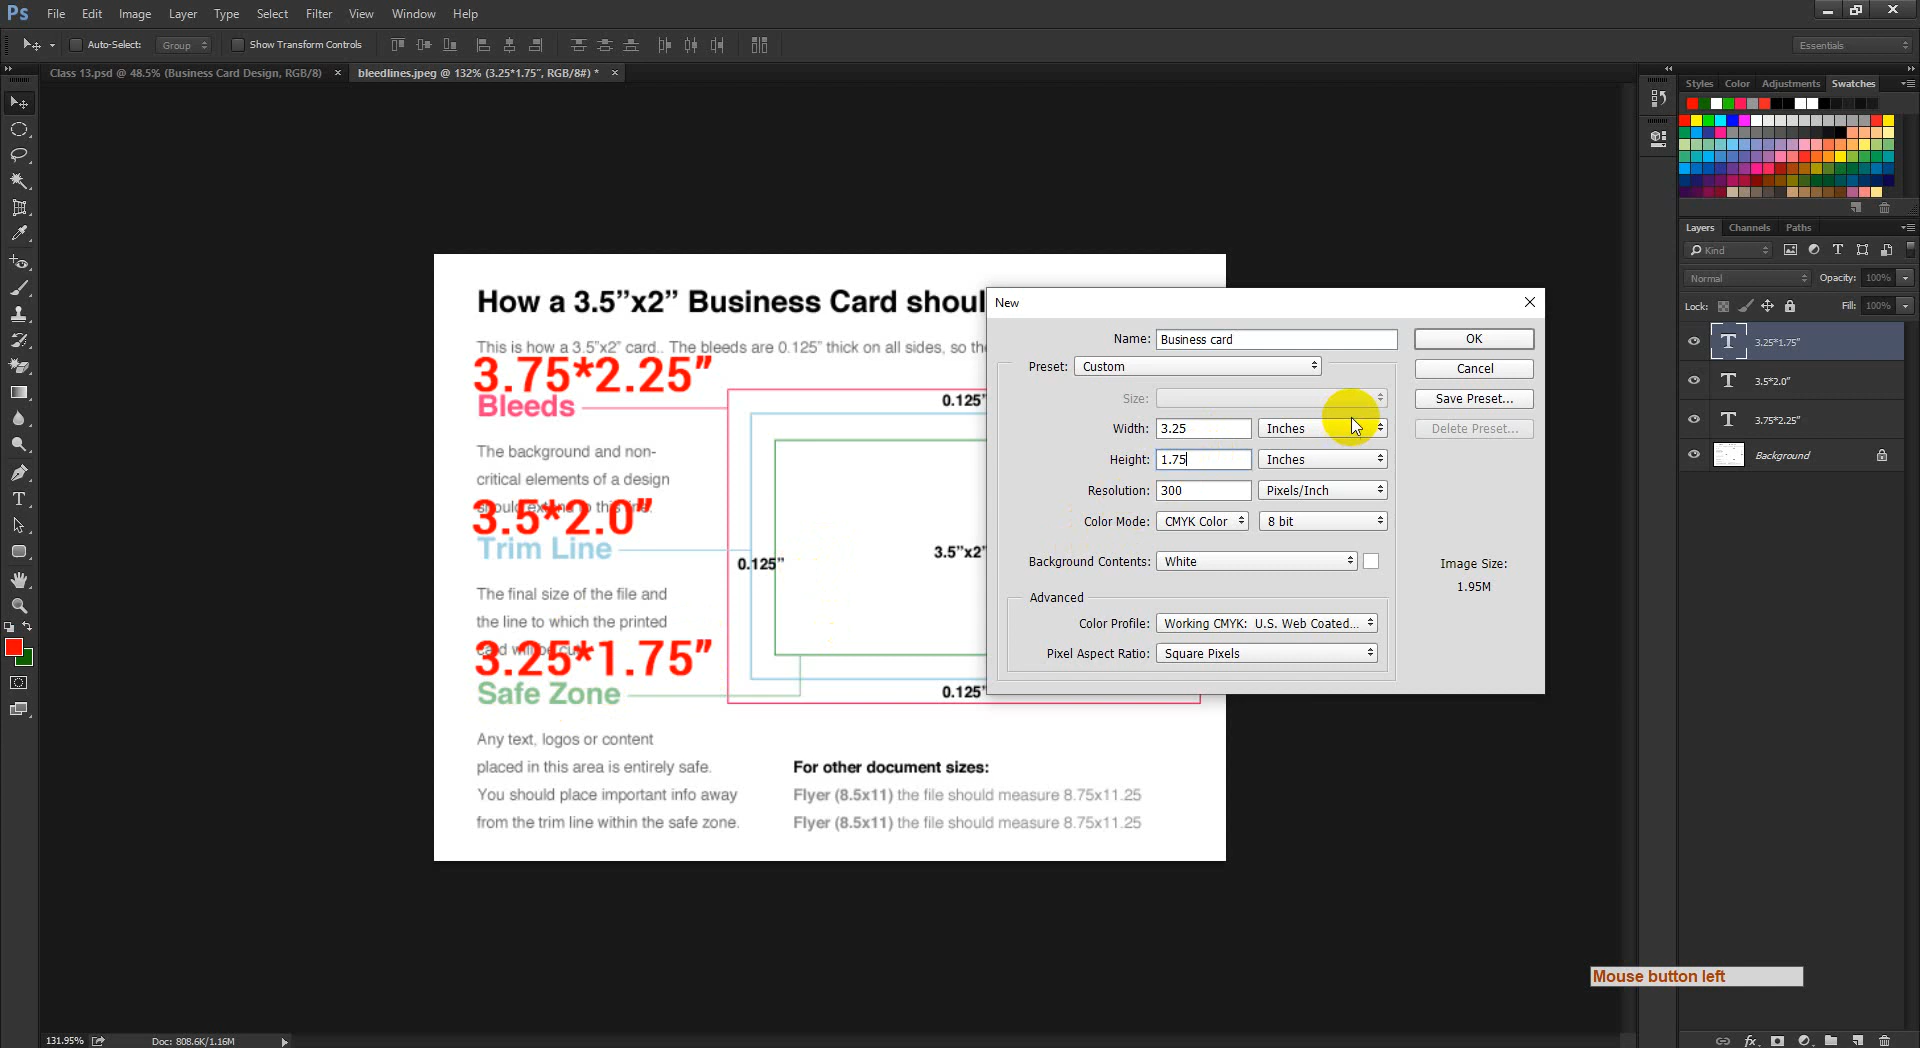 Ps File Edit Image Layer Type Select Filter View Window Help
Auto-Select: Group Show Transform Controls Essentials
Class 13.psd @ 48.5% (Business Card Design, RGB/8) × bleedlines.jpeg @ 132% (3.25*1.75", RGB/8#) * ×
Styles Color Adjustments Swatches
Layers Channels Paths
Kind
Normal Opacity: 100%
Lock: Fill: 100%
3.25*1.75"
3.5*2.0"
3.75*2.25"
Background
How a 3.5"x2" Business Card shoul
This is how a 3.5"x2" card.. The bleeds are 0.125" thick on all sides, so the
3.75*2.25"
Bleeds
0.125"
The background and non-
critical elements of a design
should extend to this line.
3.5*2.0"
Trim Line
3.5"x2"
0.125"
The final size of the file and
the line to which the printed
card will be cut.
3.25*1.75"
Safe Zone
0.125"
Any text, logos or content
placed in this area is entirely safe.
You should place important info away
from the trim line within the safe zone.
For other document sizes:
Flyer (8.5x11) the file should measure 8.75x11.25
Flyer (8.5x11) the file should measure 8.75x11.25
New
Name: Business card OK
Preset: Custom Cancel
Size: Save Preset...
Width: 3.25 Inches Delete Preset...
Height: 1.75 Inches
Resolution: 300 Pixels/Inch
Color Mode: CMYK Color 8 bit
Background Contents: White
Image Size:
1.95M
Advanced
Color Profile: Working CMYK: U.S. Web Coated...
Pixel Aspect Ratio: Square Pixels
Mouse button left
131.95% Doc: 808.6K/1.16M
fx